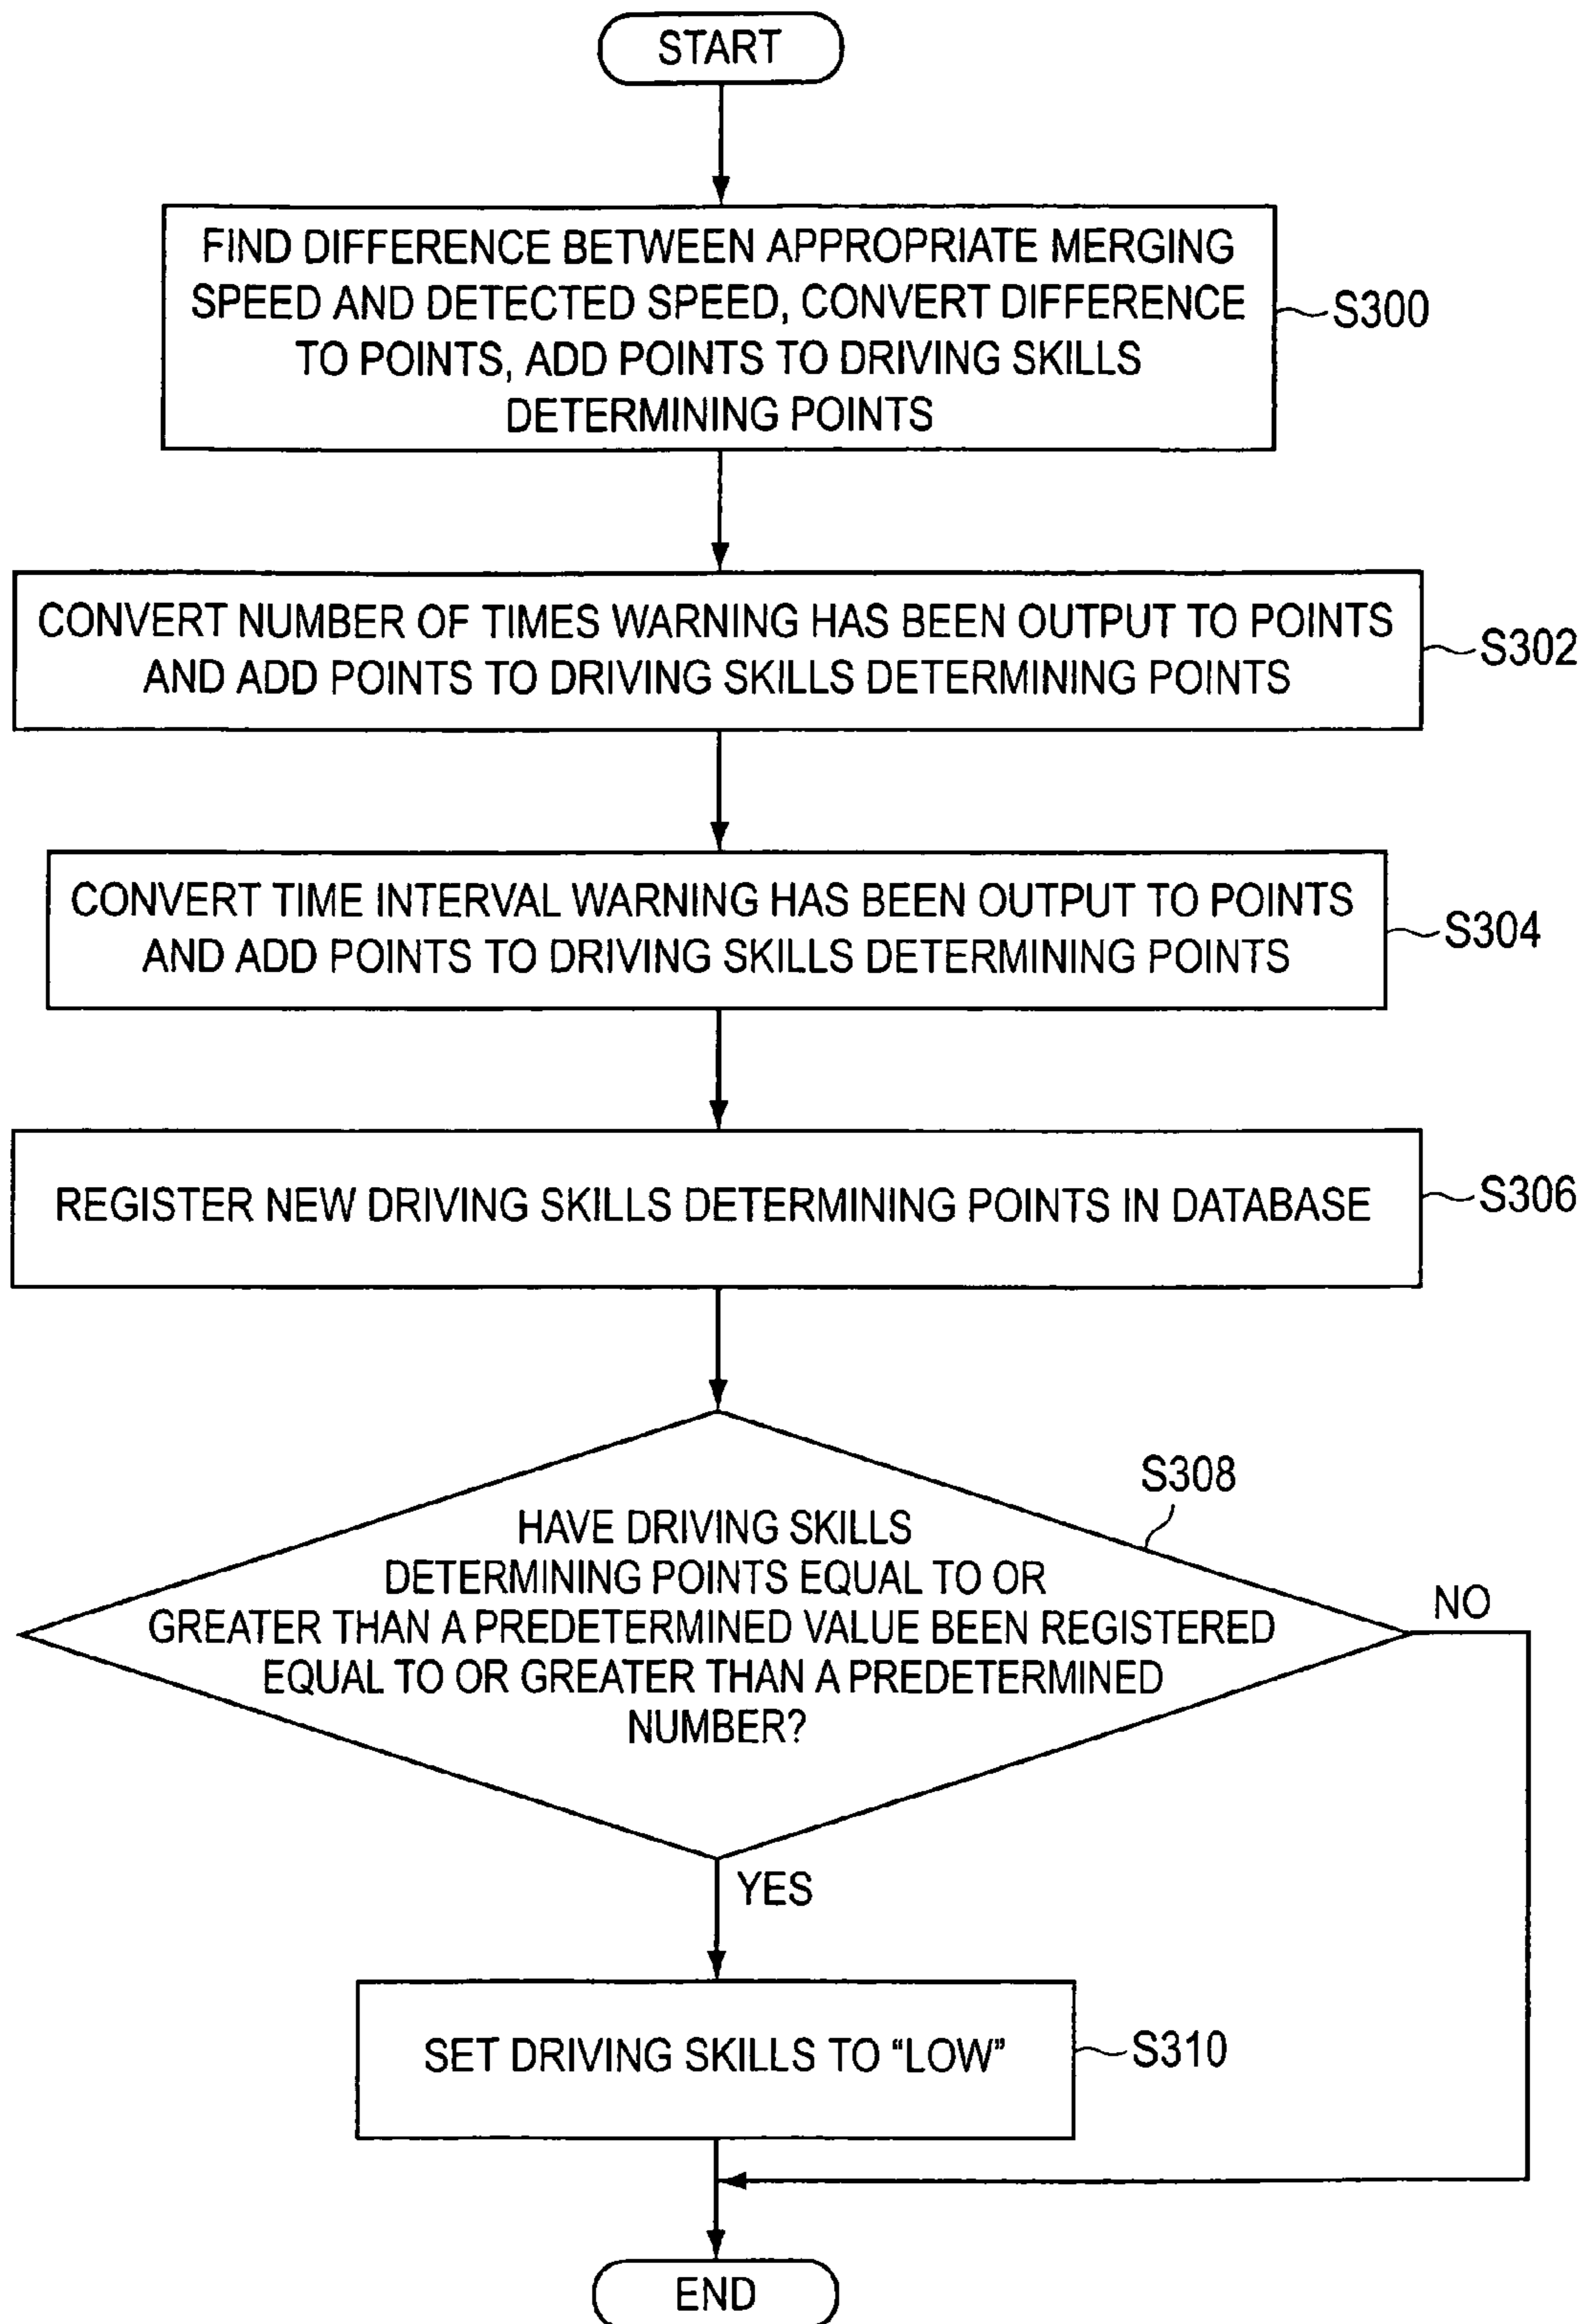 START
FIND DIFFERENCE BETWEEN APPROPRIATE MERGING
SPEED AND DETECTED SPEED, CONVERT DIFFERENCE
TO POINTS, ADD POINTS TO DRIVING SKILLS
DETERMINING POINTS
S300
CONVERT NUMBER OF TIMES WARNING HAS BEEN OUTPUT TO POINTS
AND ADD POINTS TO DRIVING SKILLS DETERMINING POINTS
S302
CONVERT TIME INTERVAL WARNING HAS BEEN OUTPUT TO POINTS
AND ADD POINTS TO DRIVING SKILLS DETERMINING POINTS
S304
REGISTER NEW DRIVING SKILLS DETERMINING POINTS IN DATABASE
S306
S308
HAVE DRIVING SKILLS
DETERMINING POINTS EQUAL TO OR
GREATER THAN A PREDETERMINED VALUE BEEN REGISTERED
EQUAL TO OR GREATER THAN A PREDETERMINED
NUMBER?
NO
YES
SET DRIVING SKILLS TO “LOW”
S310
END